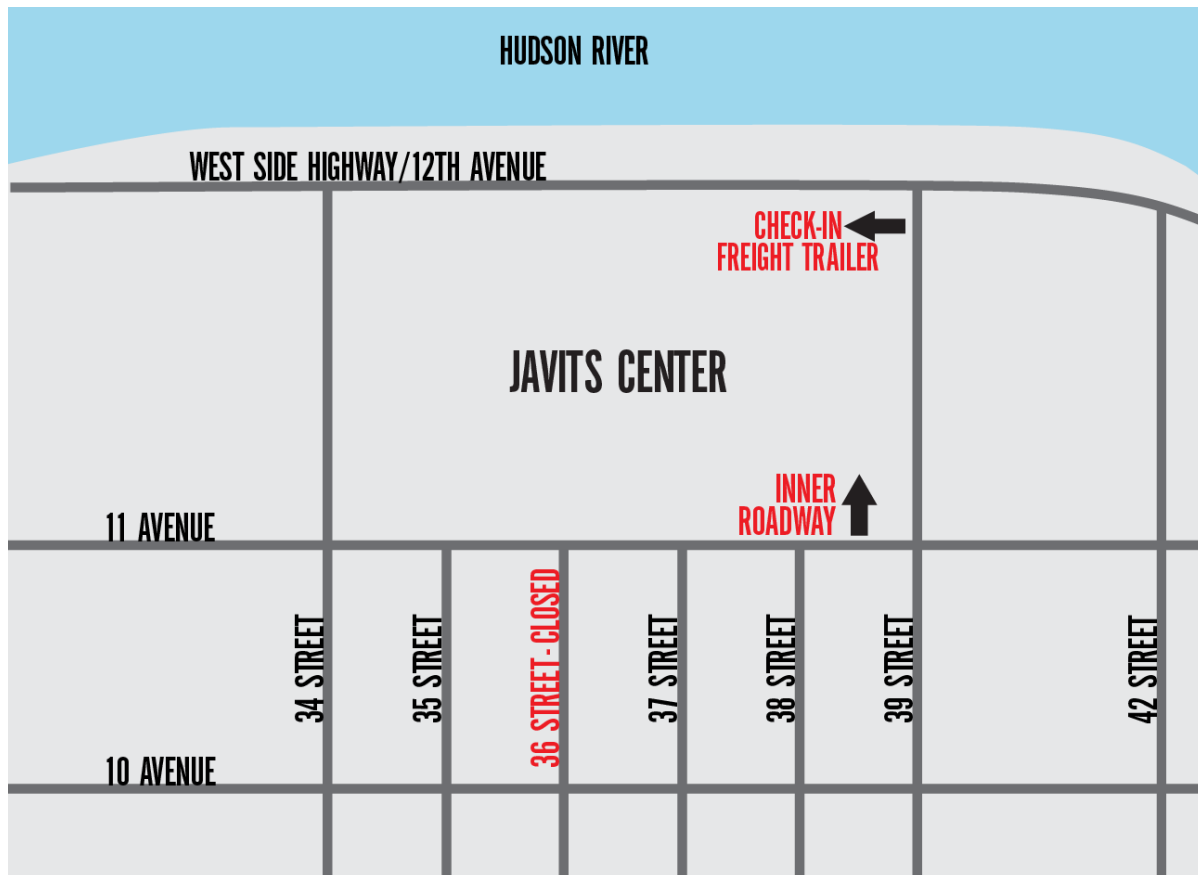 HUDSON RIVER
WEST SIDE HIGHWAY/12TH AVENUE
CHECK-IN
FREIGHT TRAILER
JAVITS CENTER
INNER
ROADWAY
11 AVENUE
34 STREET
35 STREET
36 STREET - CLOSED
37 STREET
38 STREET
39 STREET
42 STREET
10 AVENUE